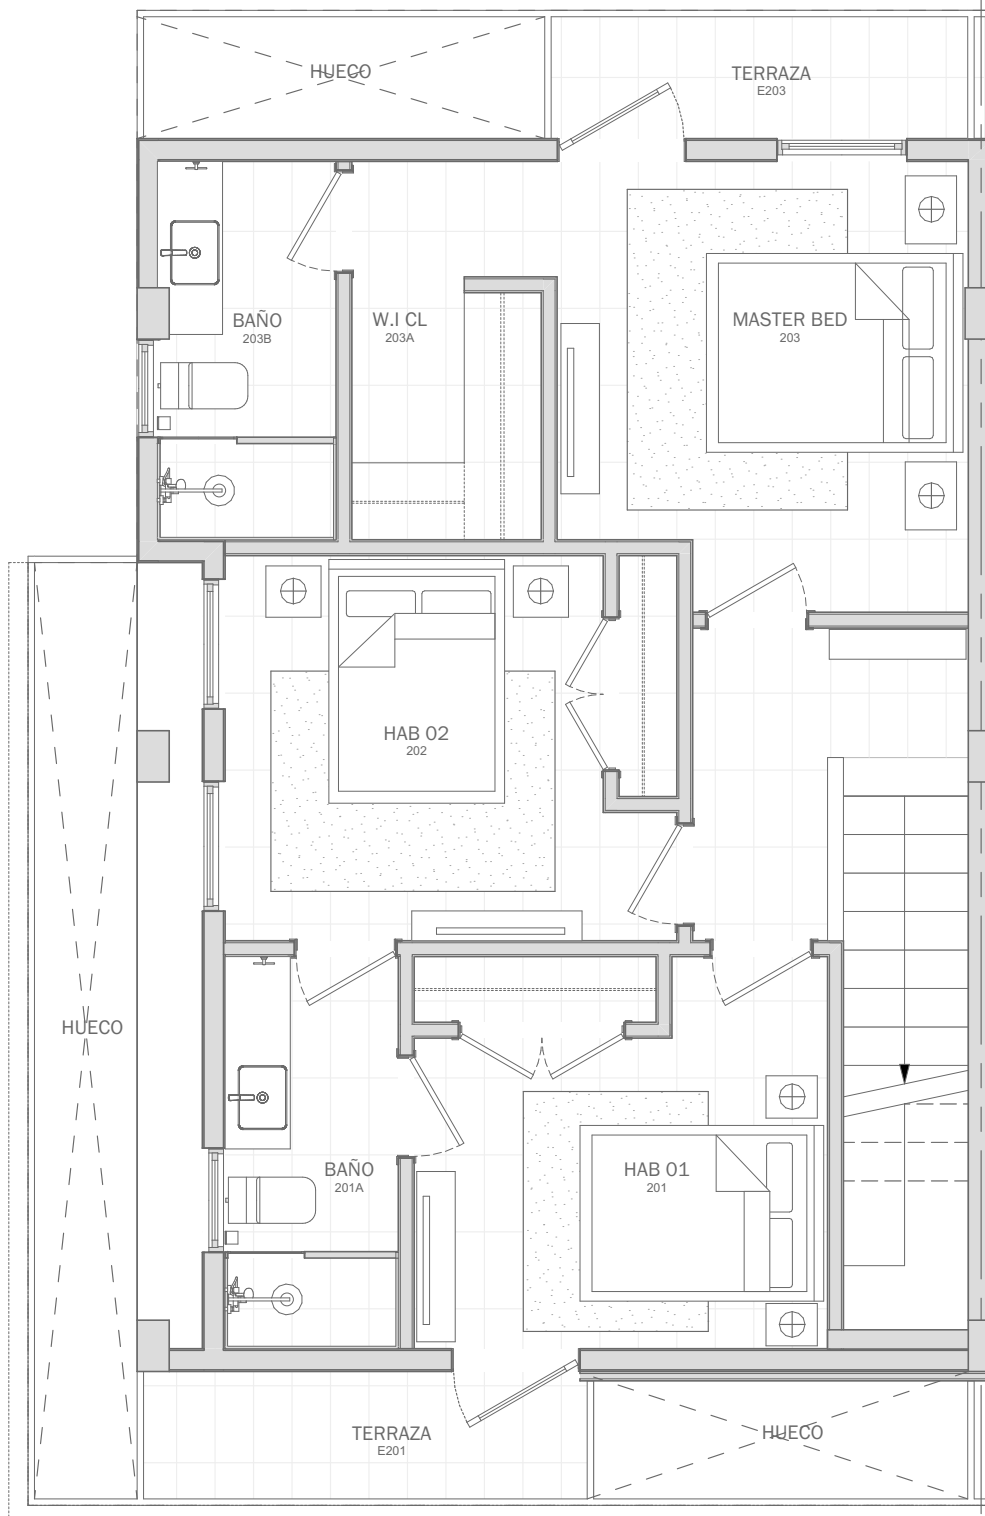 HUECO
TERRAZA
E203
BAÑO
203B
W.I CL
203A
MASTER BED
203
HAB 02
202
HUECO
BAÑO
201A
HAB 01
201
TERRAZA
E201
HUECO